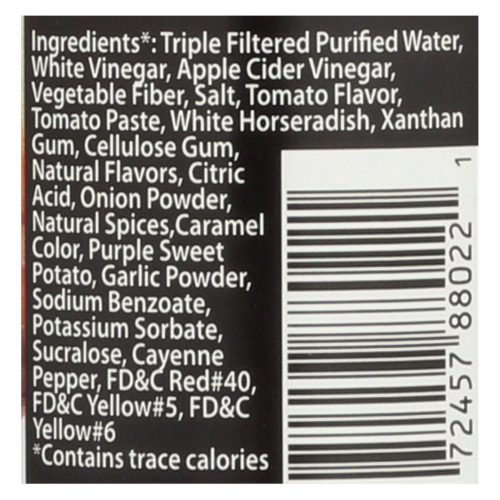 Ingredients*: Triple Filtered Purified Water,
White Vinegar, Apple Cider Vinegar,
Vegetable Fiber, Salt, Tomato Flavor,
Tomato Paste, White Horseradish, Xanthan
Gum, Cellulose Gum,
Natural Flavors, Citric
Acid, Onion Powder,
Natural Spices,Caramel
Color, Purple Sweet
Potato, Garlic Powder,
Sodium Benzoate,
Potassium Sorbate,
Sucralose, Cayenne
Pepper, FD&C Red#40,
FD&C Yellow#5, FD&C
Yellow#6
*Contains trace calories
72457 88022 1